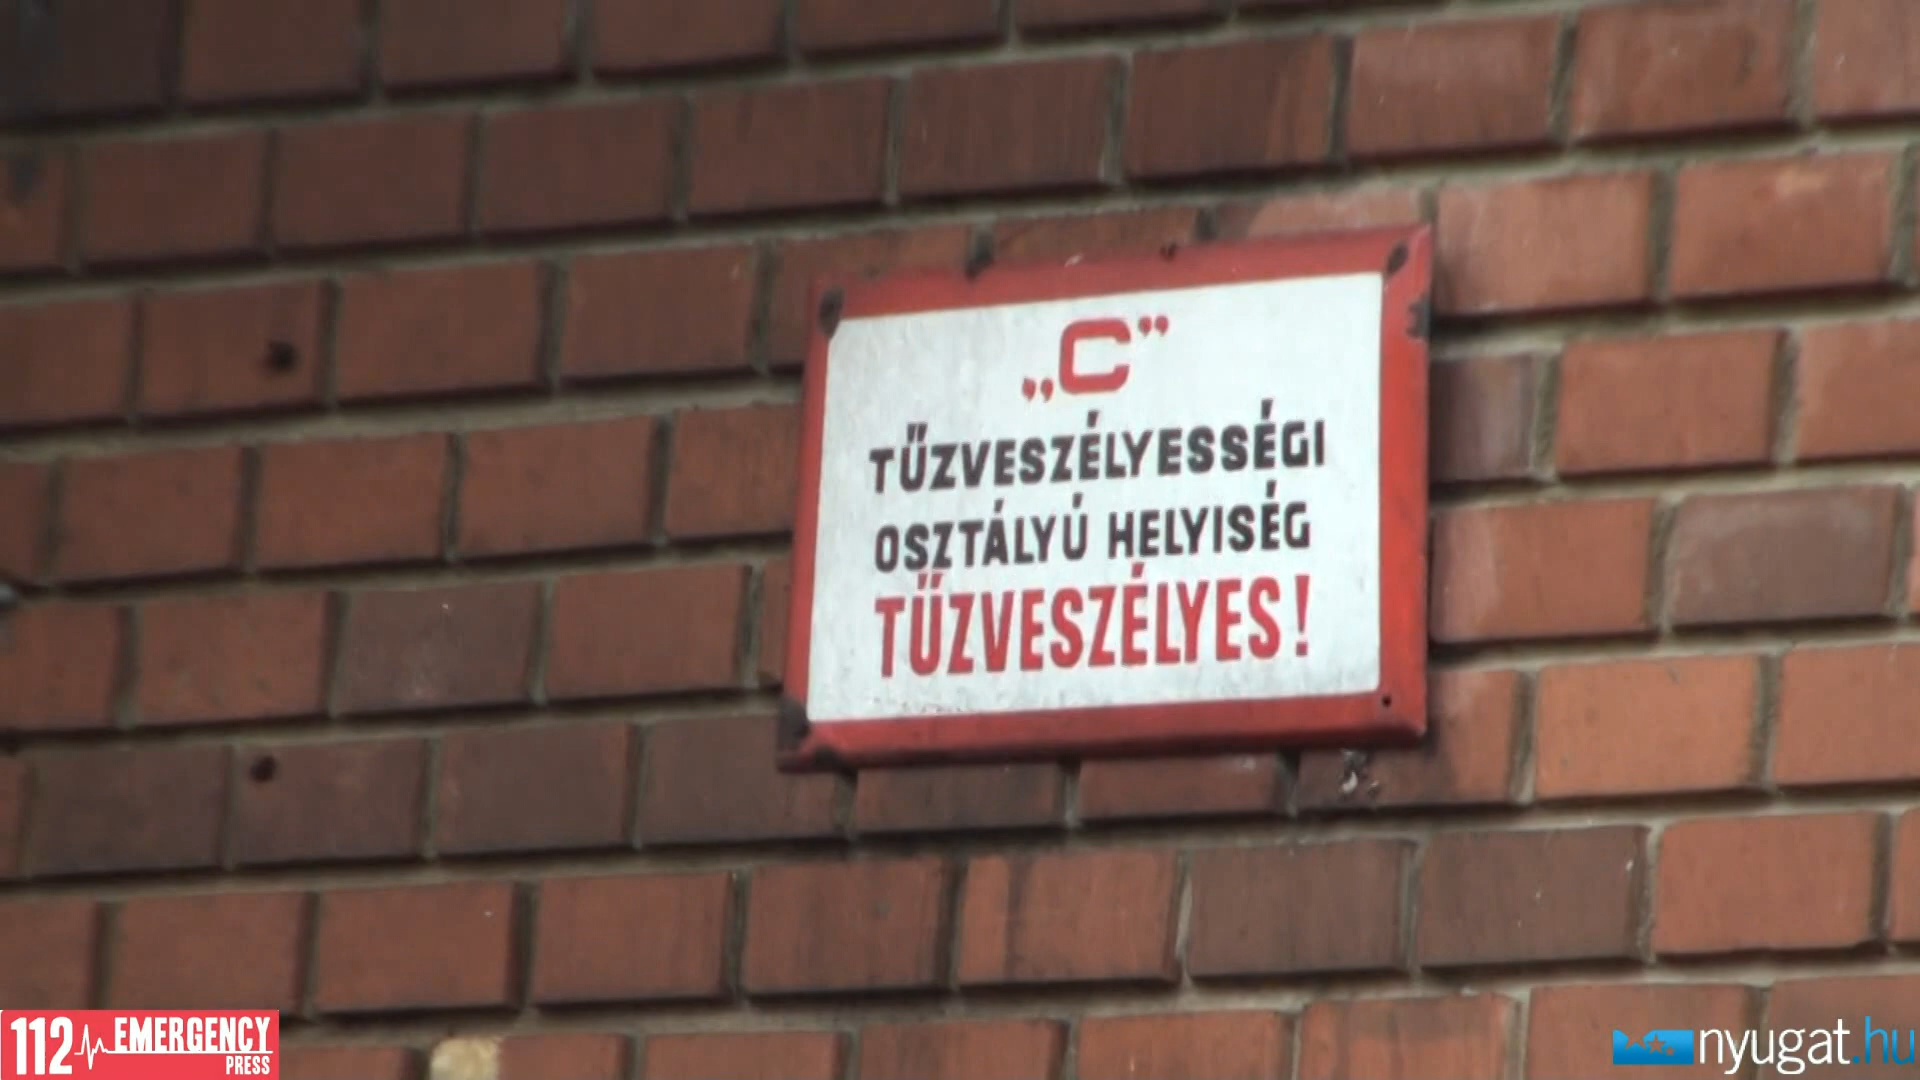 „C”
TŰZVESZÉLYESSÉGI
OSZTÁLYÚ HELYISÉG
TŰZVESZÉLYES!
112 EMERGENCY
PRESS
nyugat.hu